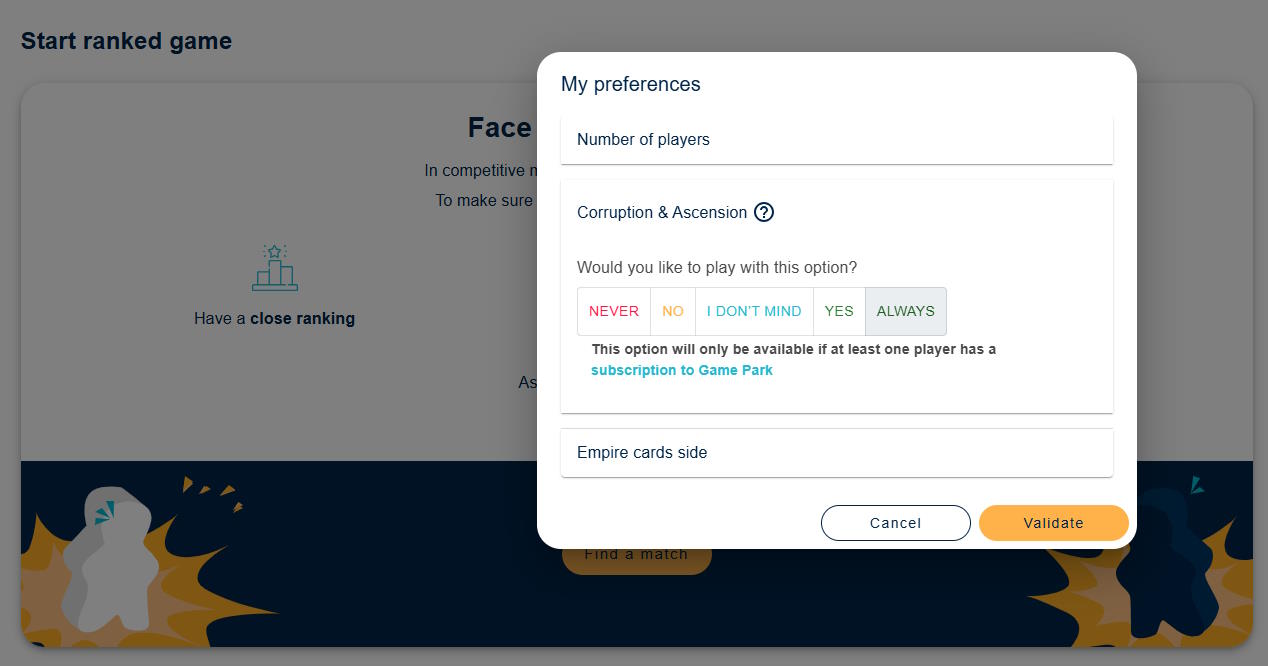 Start ranked game
Face
In competitive
To make sure
Have a close ranking
As
My preferences
Number of players
Corruption & Ascension ?
Would you like to play with this option?
NEVER NO I DON'T MIND YES ALWAYS
This option will only be available if at least one player has a
subscription to Game Park
Empire cards side
Cancel Validate
Find a match